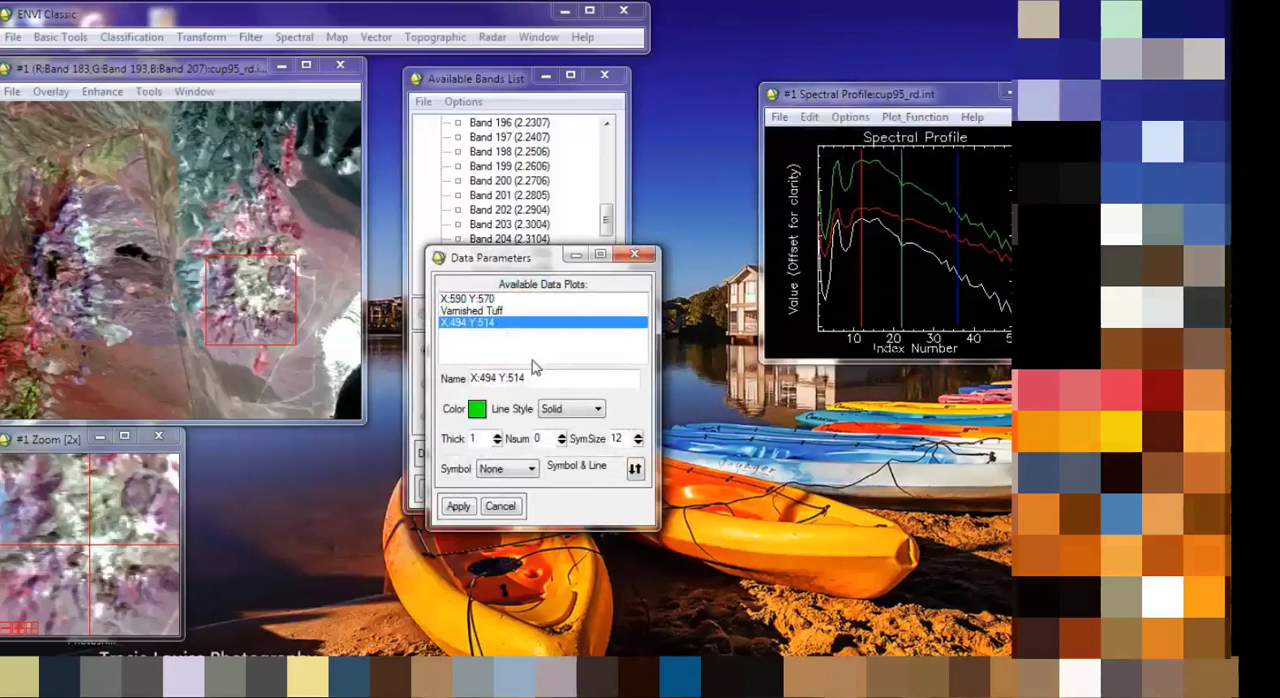 ENVI Classic
File Basic Tools Classification Transform Filter Spectral Map Vector Topographic Radar Window Help
#1 (R:Band 183,G:Band 193,B:Band 207):cup95_rd.i...
File Overlay Enhance Tools Window
Available Bands List
File Options
Band 196 (2.2307)
Band 197 (2.2407)
Band 198 (2.2506)
Band 199 (2.2606)
Band 200 (2.2706)
Band 201 (2.2805)
Band 202 (2.2904)
Band 203 (2.3004)
Band 204 (2.3104)
#1 Spectral Profile:cup95_rd.int
File Edit Options Plot_Function Help
Spectral Profile
Value (Offset for clarity)
10 20 30 40 50
Index Number
Data Parameters
Available Data Plots:
X:590 Y:570
Varnished Tuff
X:494 Y:514
Name X:494 Y:514
Color Line Style Solid
Thick 1 Nsum 0 SymSize 12
Symbol None Symbol & Line
Apply Cancel
#1 Zoom [2x]
Voyager